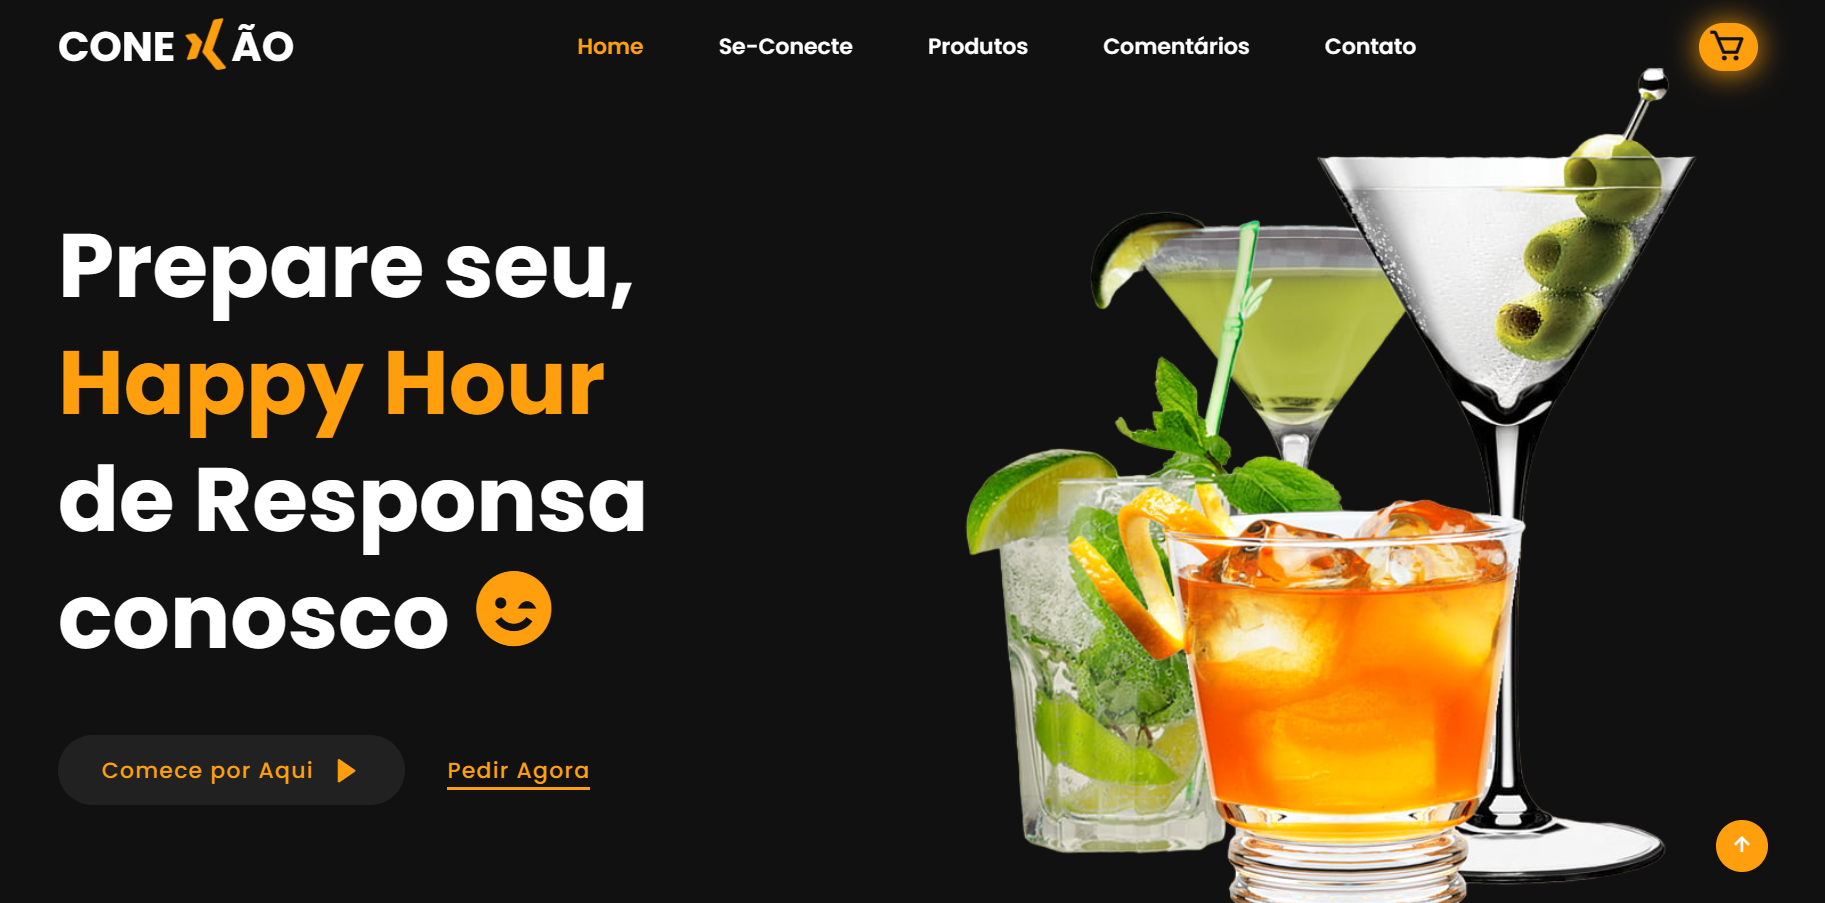 CONEXÃO
Home Se-Conecte Produtos Comentários Contato
Prepare seu,
Happy Hour
de Responsa
conosco
Comece por Aqui
Pedir Agora